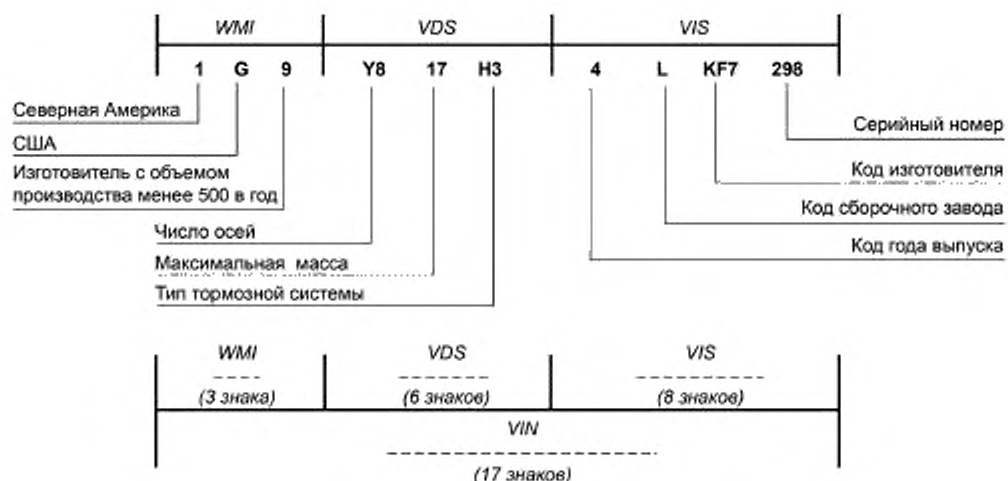 WMI VDS VIS
1 G 9 Y8 17 H3 4 L KF7 298
Северная Америка
Серийный номер
США
Изготовитель с объемом
производства менее 500 в год
Код изготовителя
Код сборочного завода
Число осей
Код года выпуска
Максимальная масса
Тип тормозной системы
WMI VDS VIS
(3 знака) (6 знаков) (8 знаков)
VIN
(17 знаков)